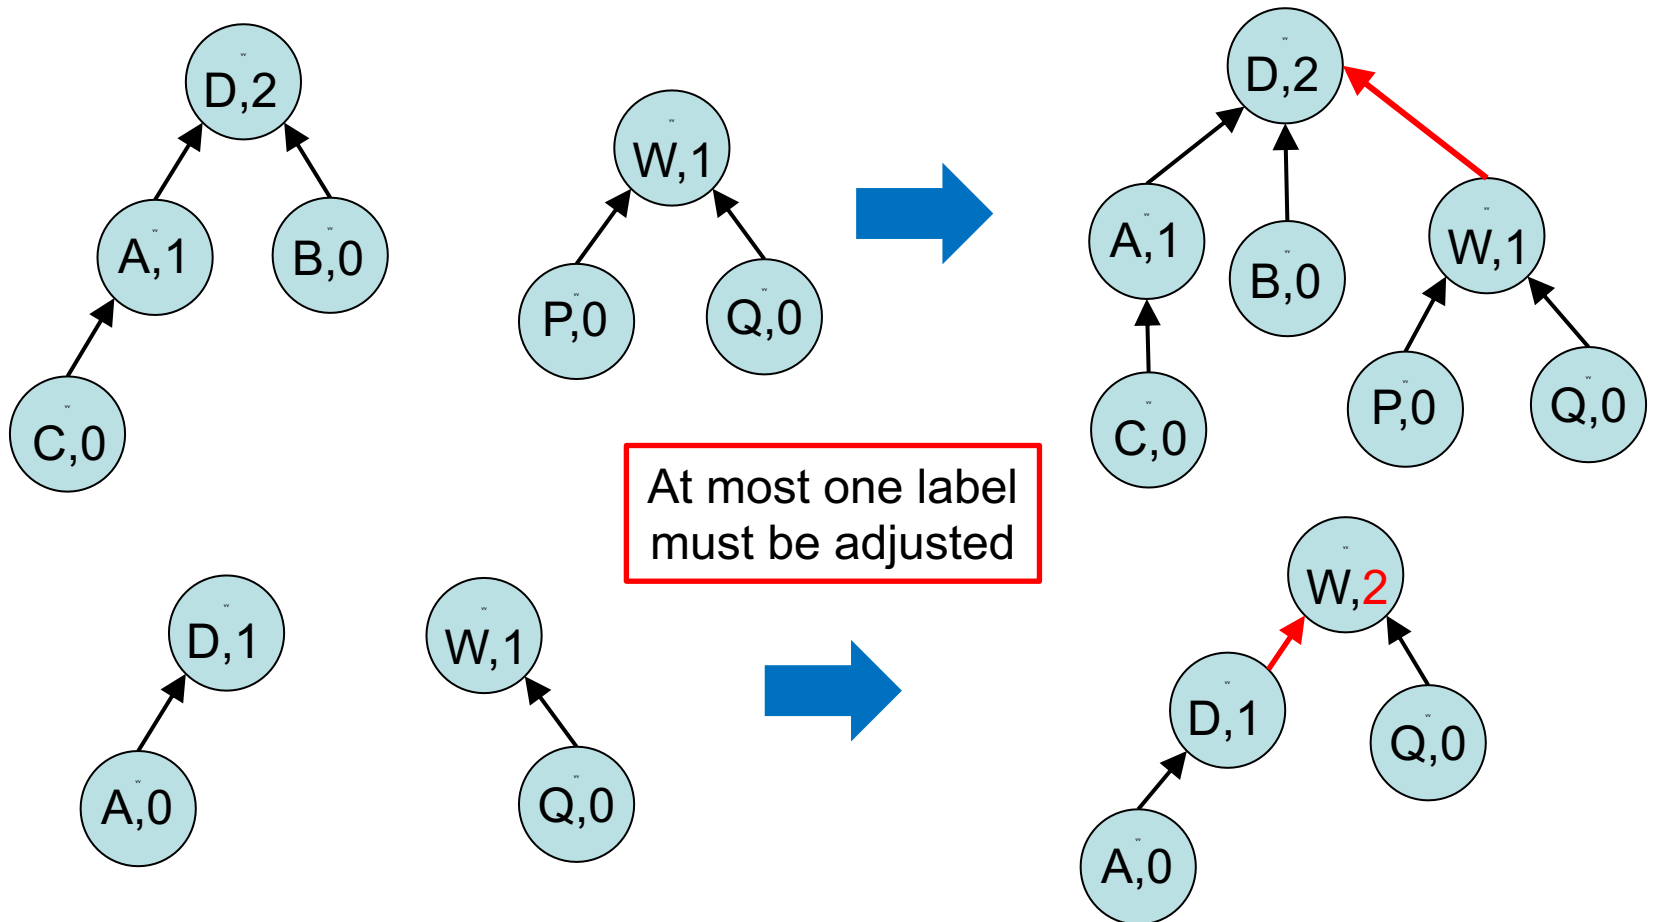 D,2
A,1
B,0
C,0
W,1
P,0
Q,0
D,2
A,1
B,0
W,1
C,0
P,0
Q,0
At most one label
must be adjusted
D,1
A,0
W,1
Q,0
W,2
D,1
Q,0
A,0